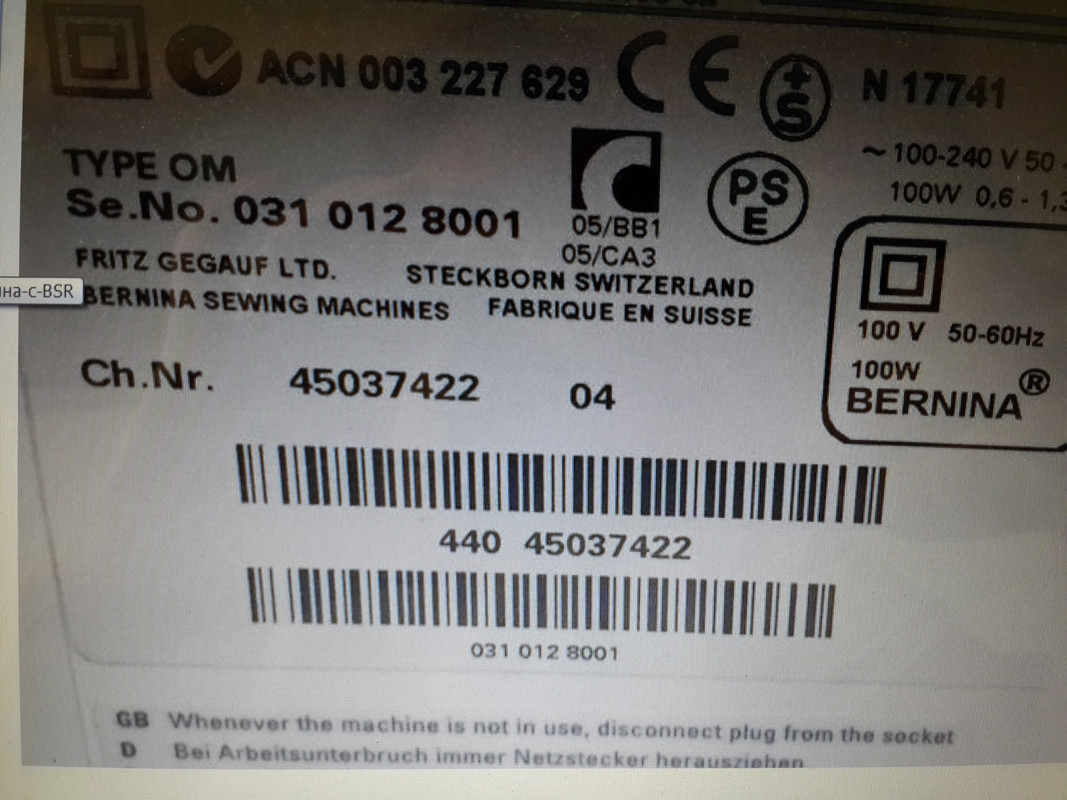 ACN 003 227 629 CE +S N 17741
~100-240 V 50
TYPE OM
100W 0,6 - 1,3
Se.No. 031 012 8001
PS
E
05/BB1
05/CA3
FRITZ GEGAUF LTD. STECKBORN SWITZERLAND
на-с-BSR
BERNINA SEWING MACHINES FABRIQUE EN SUISSE
100 V 50-60Hz
100W
BERNINA®
Ch.Nr. 45037422 04
440 45037422
031 012 8001
GB Whenever the machine is not in use, disconnect plug from the socket
D Bei Arbeitsunterbruch immer Netzstecker herausziehen